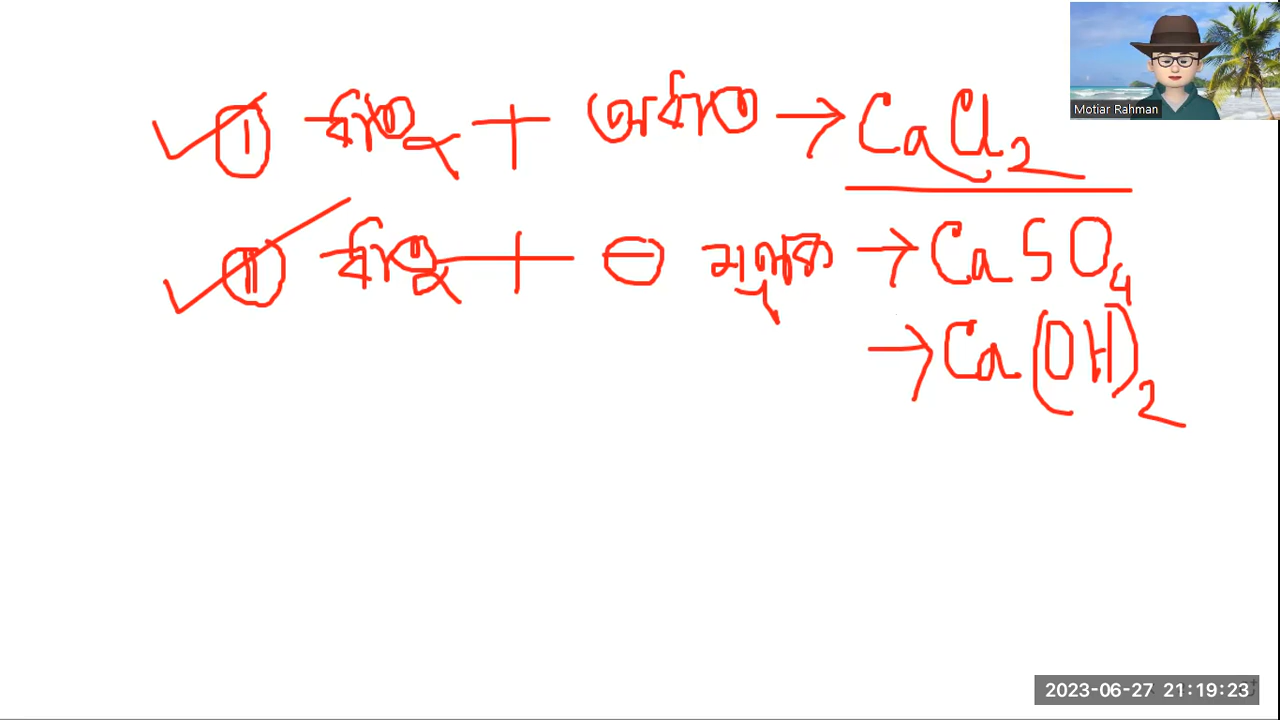 Motiar Rahman
① ধাতু + অধাতু → CaCl₂
② ধাতু + ⊖ মূলক → CaSO₄
→ Ca(OH)₂
2023-06-27 21:19:23